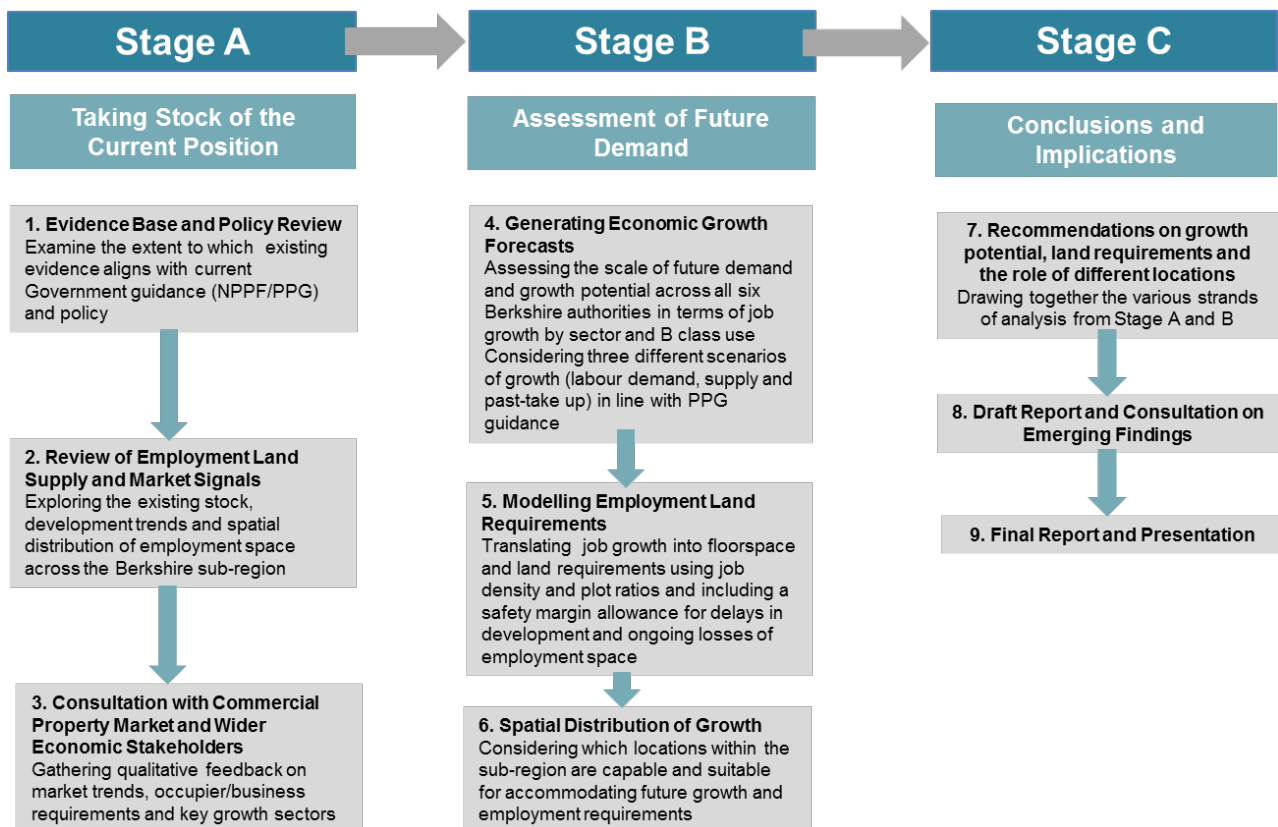 Stage A
Taking Stock of the
Current Position
1. Evidence Base and Policy Review
Examine the extent to which existing
evidence aligns with current
Government guidance (NPPF/PPG)
and policy
2. Review of Employment Land
Supply and Market Signals
Exploring the existing stock,
development trends and spatial
distribution of employment space
across the Berkshire sub-region
3. Consultation with Commercial
Property Market and Wider
Economic Stakeholders
Gathering qualitative feedback on
market trends, occupier/business
requirements and key growth sectors
Stage B
Assessment of Future
Demand
4. Generating Economic Growth
Forecasts
Assessing the scale of future demand
and growth potential across all six
Berkshire authorities in terms of job
growth by sector and B class use
Considering three different scenarios
of growth (labour demand, supply and
past-take up) in line with PPG
guidance
5. Modelling Employment Land
Requirements
Translating job growth into floorspace
and land requirements using job
density and plot ratios and including a
safety margin allowance for delays in
development and ongoing losses of
employment space
6. Spatial Distribution of Growth
Considering which locations within the
sub-region are capable and suitable
for accommodating future growth and
employment requirements
Stage C
Conclusions and
Implications
7. Recommendations on growth
potential, land requirements and
the role of different locations
Drawing together the various strands
of analysis from Stage A and B
8. Draft Report and Consultation on
Emerging Findings
9. Final Report and Presentation